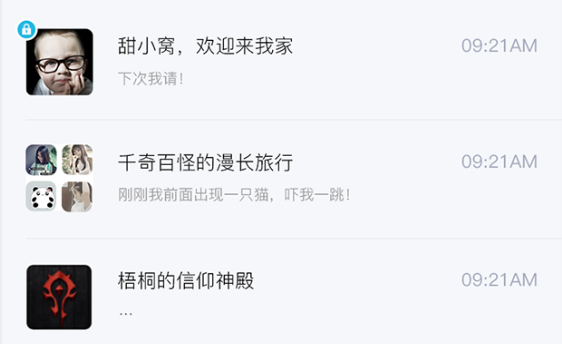 甜小窝，欢迎来我家
09:21AM
下次我请！
千奇百怪的漫长旅行
09:21AM
刚刚我前面出现一只猫，吓我一跳！
梧桐的信仰神殿
09:21AM
...